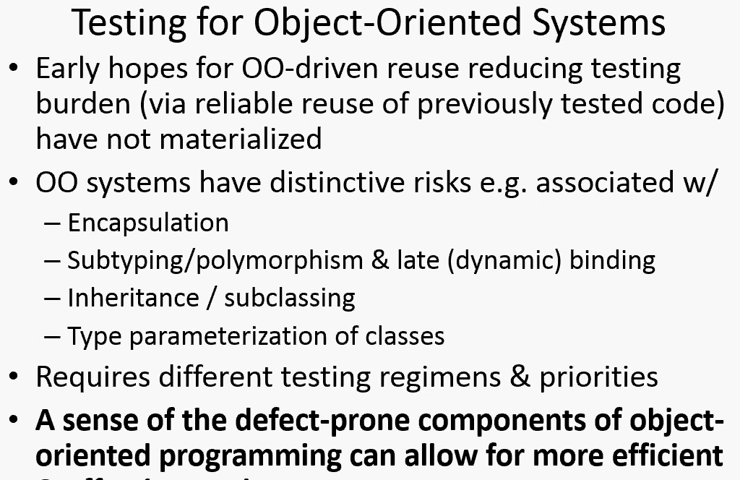 Testing for Object-Oriented Systems
• Early hopes for OO-driven reuse reducing testing
burden (via reliable reuse of previously tested code)
have not materialized
• OO systems have distinctive risks e.g. associated w/
– Encapsulation
– Subtyping/polymorphism & late (dynamic) binding
– Inheritance / subclassing
– Type parameterization of classes
• Requires different testing regimens & priorities
• A sense of the defect-prone components of object-
oriented programming can allow for more efficient